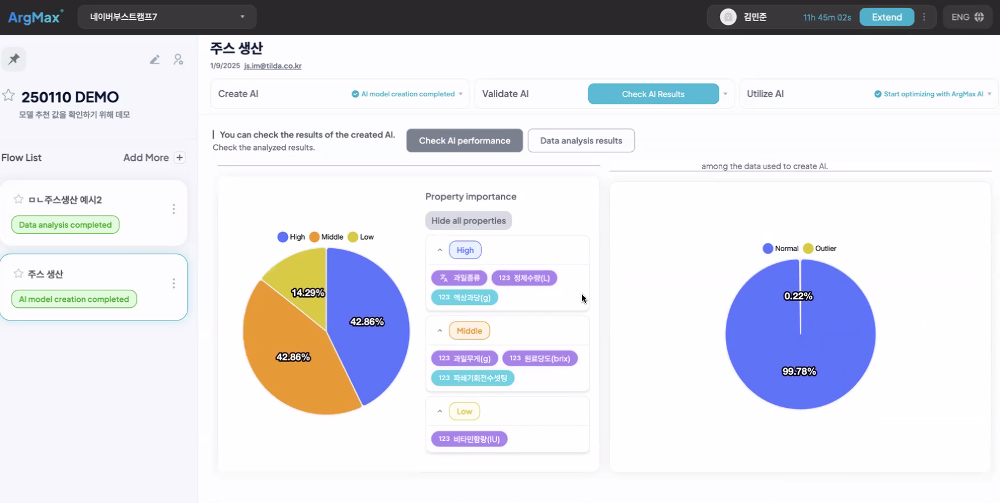 ArgMax
네이버부스트캠프7
김민준
11h 45m 02s
Extend
ENG
250110 DEMO
모델 추천 값을 확인하기 위해 데모
Flow List
Add More
ㅁㄴ주스생산 예시2
Data analysis completed
주스 생산
AI model creation completed
주스 생산
1/9/2025 js.im@tilda.co.kr
Create AI
AI model creation completed
Validate AI
Check AI Results
Utilize AI
Start optimizing with ArgMax AI
You can check the results of the created AI.
Check the analyzed results.
Check AI performance
Data analysis results
High Middle Low
14.29%
42.86%
42.86%
Property importance
Hide all properties
High
과일종류
123 정제수량(L)
123 액상과당(g)
Middle
123 과일무게(g)
123 원료당도(brix)
123 파쇄기회전수셋팅
Low
123 비타민함량(IU)
among the data used to create AI.
Normal Outlier
0.22%
99.78%